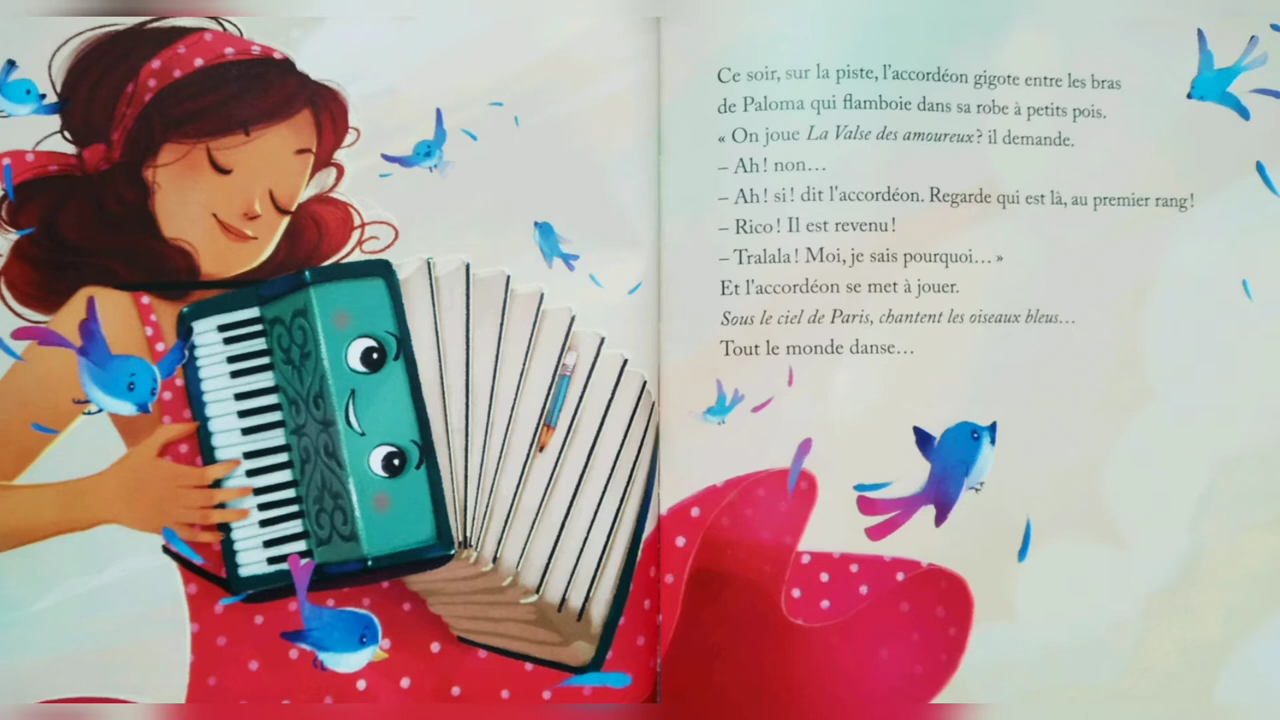 Ce soir, sur la piste, l'accordéon gigote entre les bras
de Paloma qui flamboie dans sa robe à petits pois.
« On joue La Valse des amoureux ? il demande.
– Ah ! non…
– Ah ! si ! dit l'accordéon. Regarde qui est là, au premier rang !
– Rico ! Il est revenu !
– Tralala ! Moi, je sais pourquoi… »
Et l'accordéon se met à jouer.
Sous le ciel de Paris, chantent les oiseaux bleus…
Tout le monde danse…